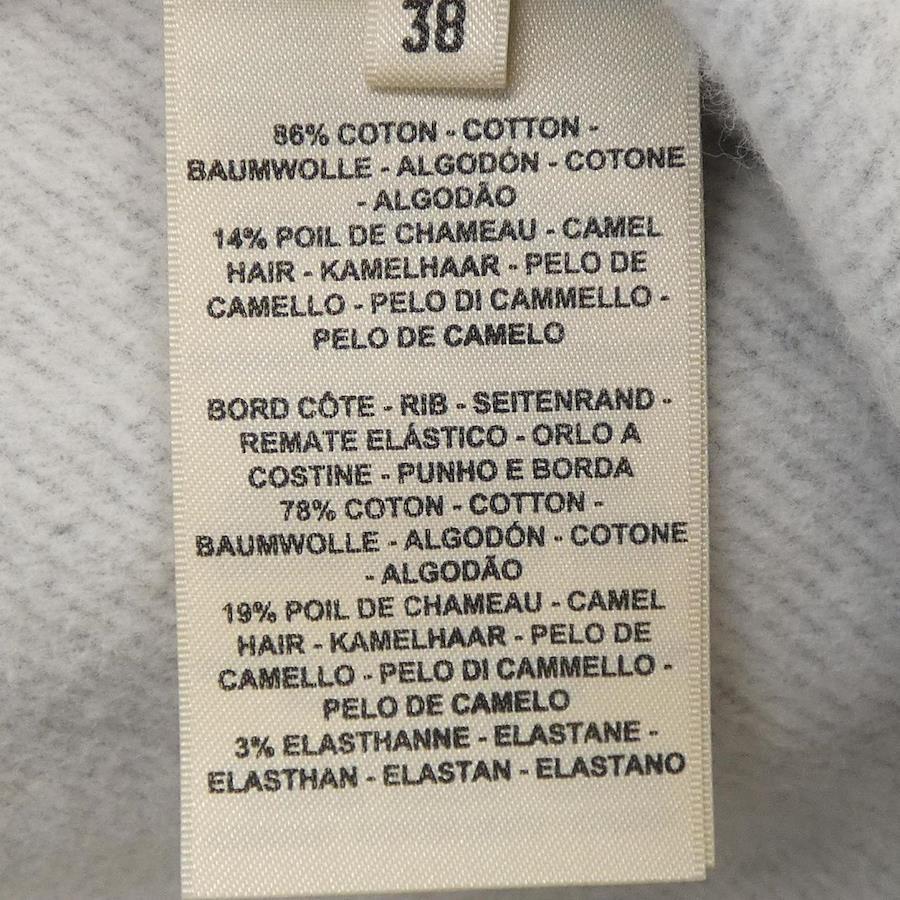 38
86% COTON - COTTON -
BAUMWOLLE - ALGODÓN - COTONE
- ALGODÃO
14% POIL DE CHAMEAU - CAMEL
HAIR - KAMELHAAR - PELO DE
CAMELLO - PELO DI CAMMELLO -
PELO DE CAMELO
BORD CÔTE - RIB - SEITENRAND -
REMATE ELÁSTICO - ORLO A
COSTINE - PUNHO E BORDA
78% COTON - COTTON -
BAUMWOLLE - ALGODÓN - COTONE
- ALGODÃO
19% POIL DE CHAMEAU - CAMEL
HAIR - KAMELHAAR - PELO DE
CAMELLO - PELO DI CAMMELLO -
PELO DE CAMELO
3% ELASTHANNE - ELASTANE -
ELASTHAN - ELASTAN - ELASTANO